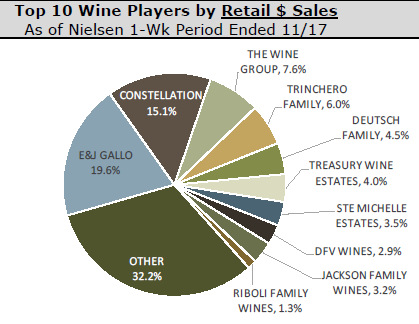 Top 10 Wine Players by Retail $ Sales
As of Nielsen 1-Wk Period Ended 11/17
THE WINE
GROUP, 7.6%
TRINCHERO
FAMILY, 6.0%
DEUTSCH
FAMILY, 4.5%
TREASURY WINE
ESTATES, 4.0%
STE MICHELLE
ESTATES, 3.5%
DFV WINES, 2.9%
JACKSON FAMILY
WINES, 3.2%
RIBOLI FAMILY
WINES, 1.3%
OTHER
32.2%
E&J GALLO
19.6%
CONSTELLATION
15.1%